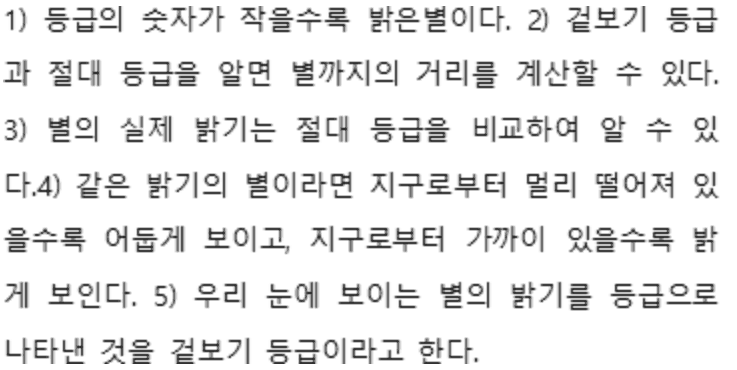 1) 등급의 숫자가 작을수록 밝은별이다. 2) 겉보기 등급
과 절대 등급을 알면 별까지의 거리를 계산할 수 있다.
3) 별의 실제 밝기는 절대 등급을 비교하여 알 수 있
다.4) 같은 밝기의 별이라면 지구로부터 멀리 떨어져 있
을수록 어둡게 보이고, 지구로부터 가까이 있을수록 밝
게 보인다. 5) 우리 눈에 보이는 별의 밝기를 등급으로
나타낸 것을 겉보기 등급이라고 한다.